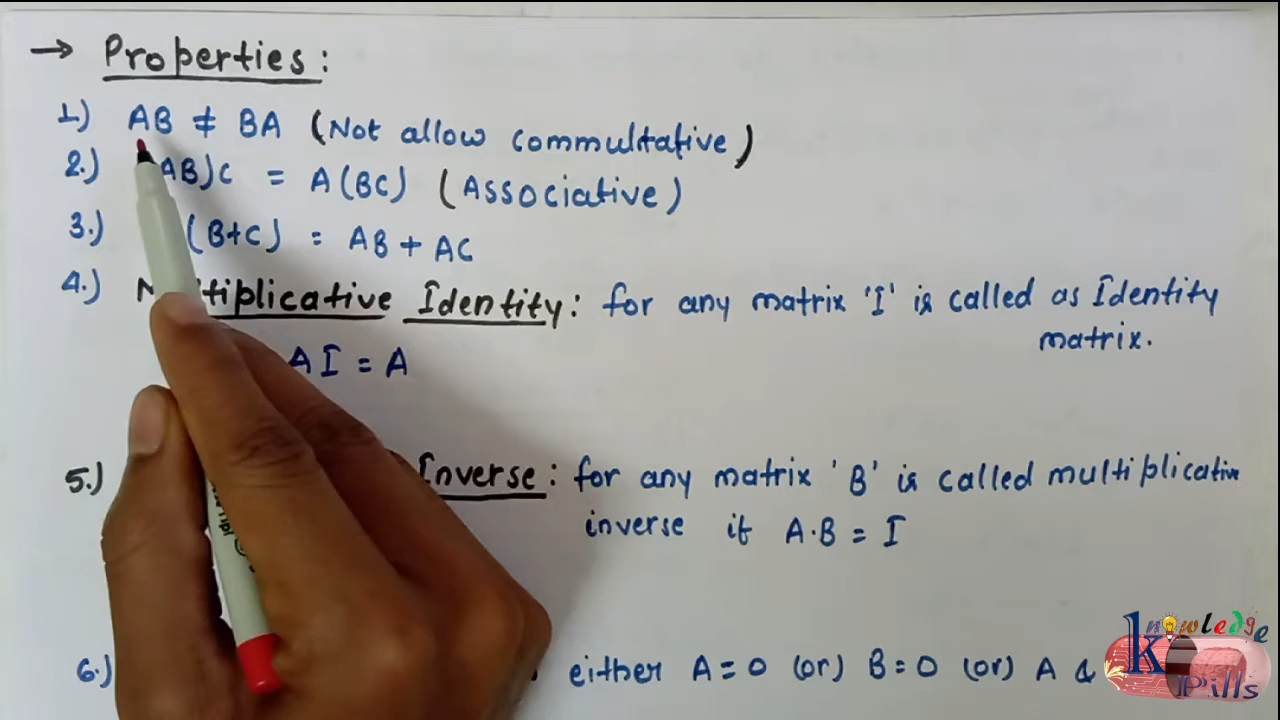 → Properties:
1) AB ≠ BA (Not allow commultative)
2.) AB)C = A(BC) (Associative)
3.) (B+C) = AB + AC
4.) Multiplicative Identity: for any matrix 'I' is called as Identity
matrix.
AI = A
5.) Inverse: for any matrix 'B' is called multiplicative
inverse if A.B = I
6.) either A=0 (or) B=0 (or) A &
knowledge
Pills